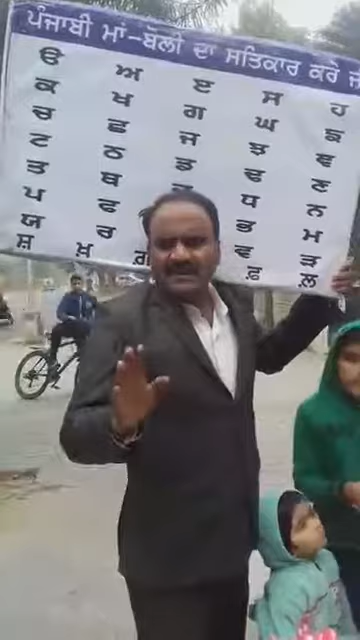 ਪੰਜਾਬੀ ਮਾਂ-ਬੋਲੀ ਦਾ ਸਤਿਕਾਰ ਕਰੋ ਜ
ੳ ਅ ੲ ਸ ਹ
ਕ ਖ ਗ ਘ ਙ
ਚ ਛ ਜ ਝ ਞ
ਟ ਠ ਡ ਢ ਣ
ਤ ਥ ਦ ਧ ਨ
ਪ ਫ ਭ ਮ
ਯ ਰ ਵ ੜ
ਸ਼ ਖ਼ ਗ਼ ਫ਼ ਲ਼